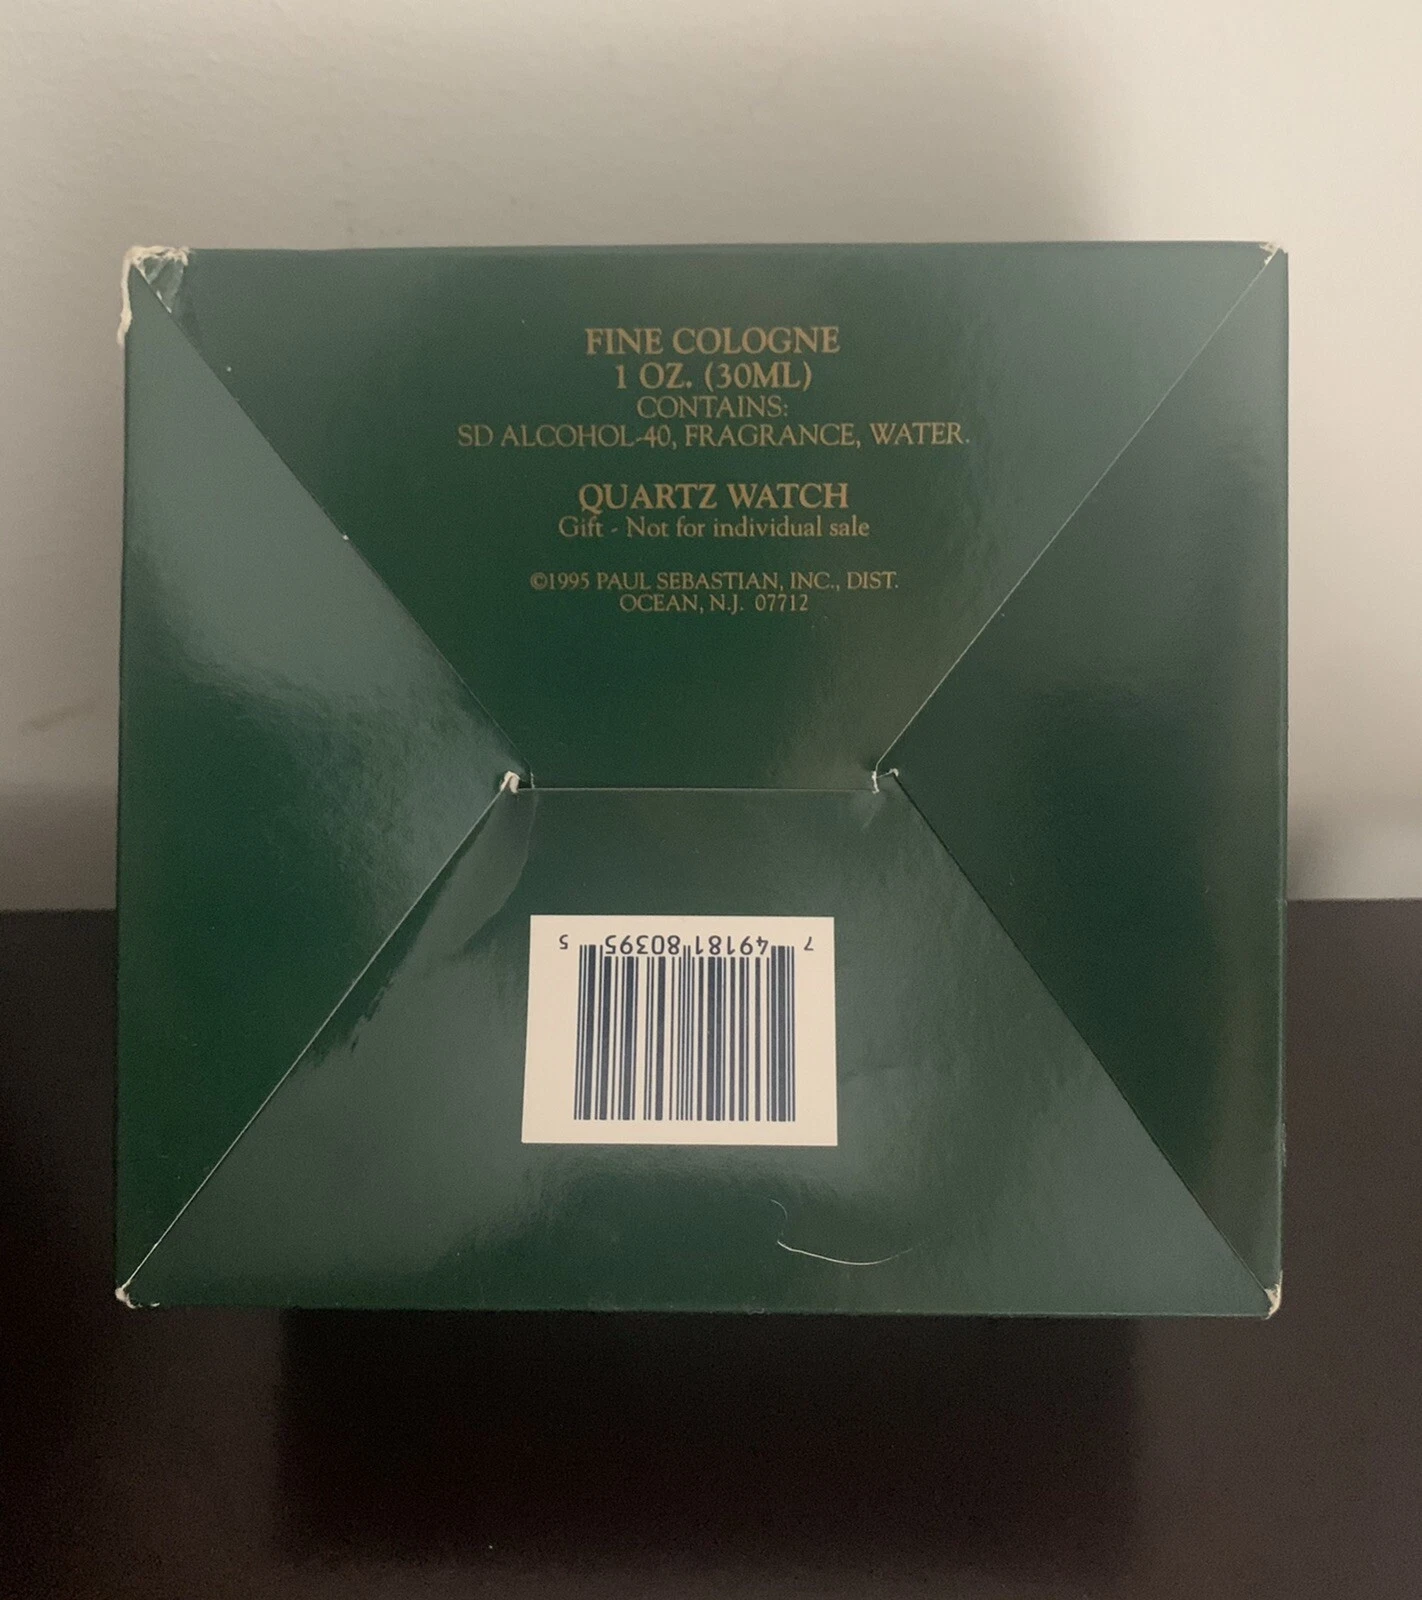 FINE COLOGNE
1 OZ. (30ML)
CONTAINS:
SD ALCOHOL-40, FRAGRANCE, WATER.
QUARTZ WATCH
Gift - Not for individual sale
©1995 PAUL SEBASTIAN, INC., DIST.
OCEAN, N.J. 07712
7 49181 80395 5